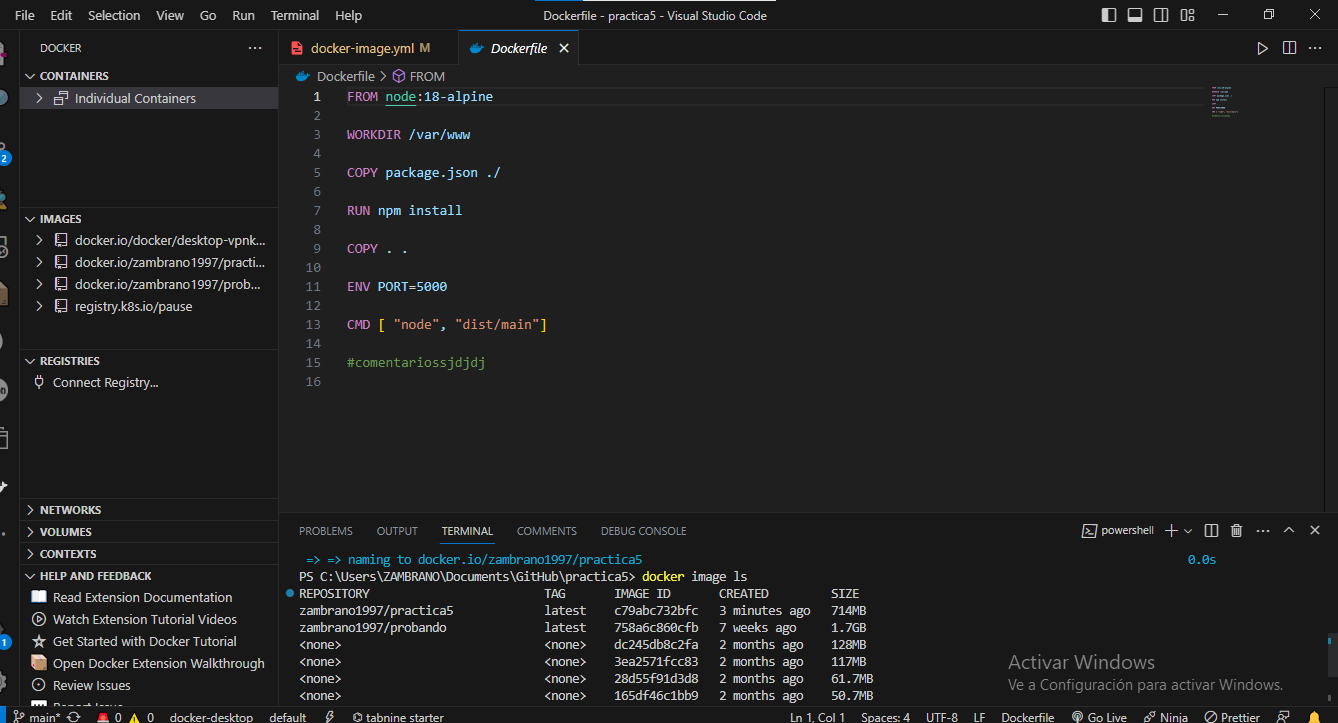 File Edit Selection View Go Run Terminal Help
Dockerfile - practica5 - Visual Studio Code
DOCKER
CONTAINERS
Individual Containers
IMAGES
docker.io/docker/desktop-vpnk...
docker.io/zambrano1997/practi...
docker.io/zambrano1997/prob...
registry.k8s.io/pause
REGISTRIES
Connect Registry...
NETWORKS
VOLUMES
CONTEXTS
HELP AND FEEDBACK
Read Extension Documentation
Watch Extension Tutorial Videos
Get Started with Docker Tutorial
Open Docker Extension Walkthrough
Review Issues
Report Issue
2
1
docker-image.yml M
Dockerfile
Dockerfile > FROM
1 FROM node:18-alpine
2
3 WORKDIR /var/www
4
5 COPY package.json ./
6
7 RUN npm install
8
9 COPY . .
10
11 ENV PORT=5000
12
13 CMD [ "node", "dist/main"]
14
15 #comentariossjdjdj
16
PROBLEMS OUTPUT TERMINAL COMMENTS DEBUG CONSOLE
powershell
=> => naming to docker.io/zambrano1997/practica5 0.0s
PS C:\Users\ZAMBRANO\Documents\GitHub\practica5> docker image ls
REPOSITORY TAG IMAGE ID CREATED SIZE
zambrano1997/practica5 latest c79abc732bfc 3 minutes ago 714MB
zambrano1997/probando latest 758a6c860cfb 7 weeks ago 1.7GB
<none> <none> dc245db8c2fa 2 months ago 128MB
<none> <none> 3ea2571fcc83 2 months ago 117MB
<none> <none> 28d55f91d3d8 2 months ago 61.7MB
<none> <none> 165df46c1bb9 2 months ago 50.7MB
Activar Windows
Ve a Configuración para activar Windows.
main* 0 0 docker-desktop default tabnine starter Ln 1, Col 1 Spaces: 4 UTF-8 LF Dockerfile Go Live Ninja Prettier